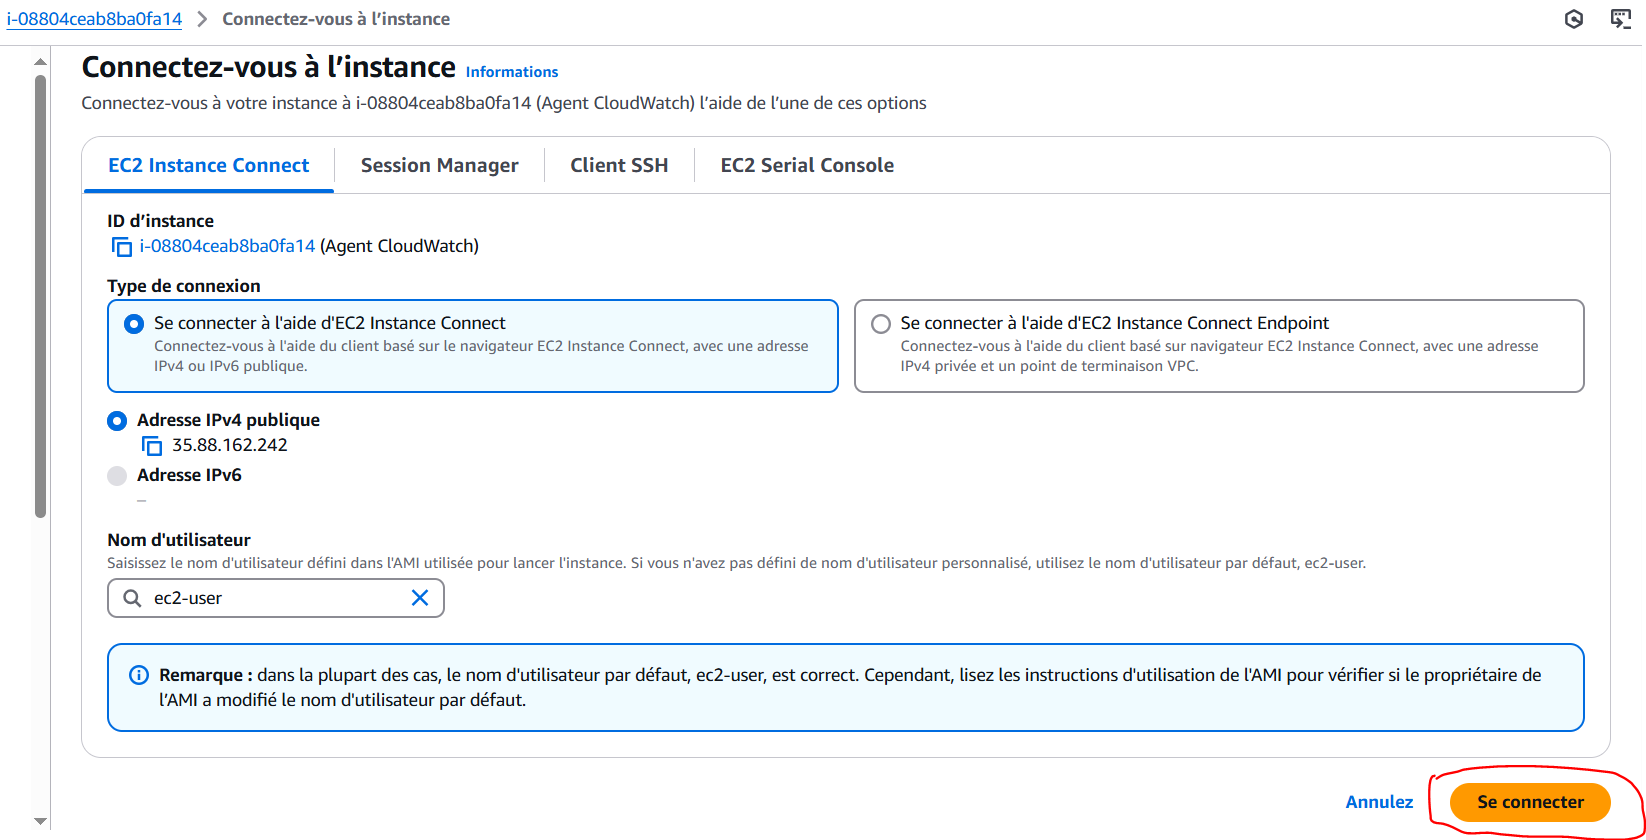 i-08804ceab8ba0fa14 > Connectez-vous à l’instance
Connectez-vous à l’instance Informations
Connectez-vous à votre instance à i-08804ceab8ba0fa14 (Agent CloudWatch) l’aide de l’une de ces options
EC2 Instance Connect Session Manager Client SSH EC2 Serial Console
ID d’instance
i-08804ceab8ba0fa14 (Agent CloudWatch)
Type de connexion
Se connecter à l'aide d'EC2 Instance Connect
Connectez-vous à l'aide du client basé sur le navigateur EC2 Instance Connect, avec une adresse
IPv4 ou IPv6 publique.
Se connecter à l'aide d'EC2 Instance Connect Endpoint
Connectez-vous à l'aide du client basé sur navigateur EC2 Instance Connect, avec une adresse
IPv4 privée et un point de terminaison VPC.
Adresse IPv4 publique
35.88.162.242
Adresse IPv6
–
Nom d'utilisateur
Saisissez le nom d'utilisateur défini dans l'AMI utilisée pour lancer l'instance. Si vous n'avez pas défini de nom d'utilisateur personnalisé, utilisez le nom d'utilisateur par défaut, ec2-user.
ec2-user
Remarque : dans la plupart des cas, le nom d'utilisateur par défaut, ec2-user, est correct. Cependant, lisez les instructions d'utilisation de l'AMI pour vérifier si le propriétaire de
l’AMI a modifié le nom d'utilisateur par défaut.
Annulez Se connecter